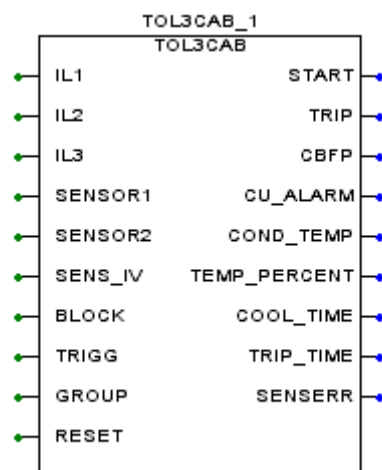 TOL3CAB_1
TOL3CAB
IL1 START
IL2 TRIP
IL3 CBFP
SENSOR1 CU_ALARM
SENSOR2 COND_TEMP
SENS_IV TEMP_PERCENT
BLOCK COOL_TIME
TRIGG TRIP_TIME
GROUP SENSERR
RESET